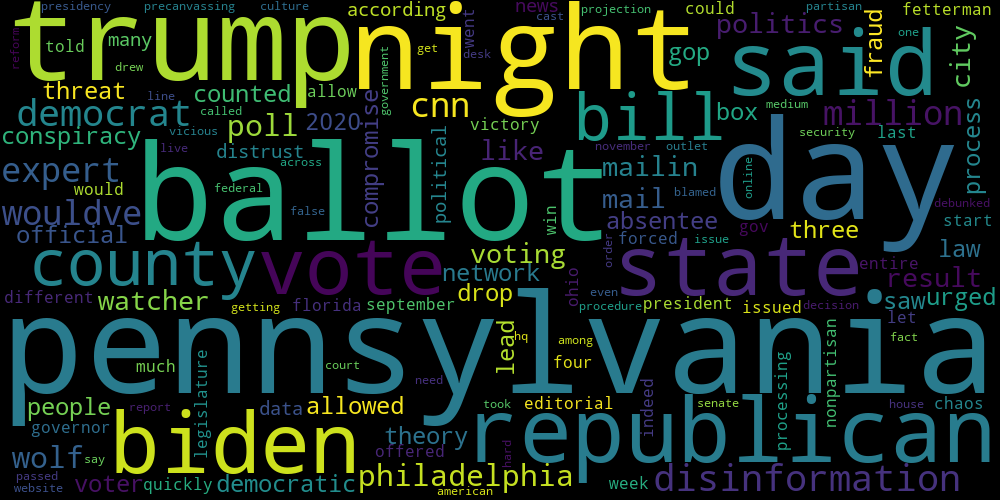 presidency precanvassing culture according news cast projection could partisan fetterman
trump night said
reform told many drew get went desk politics gop fraud one city
threat counted allow government cnn bill box medium million
democrat line called compromise
conspiracy vicious poll 2020 victory security last process
live distrust like november outlet mailin
expert would across political
ballot day
federal mail blamed online debunked
wouldve false win absentee gov three start
official forced issue law
county vote voting order state entire
network result
different watcher getting florida september drop ohio even procedure president issued decision saw urged
let
pennsylvania
lead hq among fact
much court four
legislature need indeed processing nonpartisan
people report data allowed took editorial senate house chaos
governor
biden theory republican
wolf say offered hard
passed
website voter quickly democratic philadelphia american week disinformation